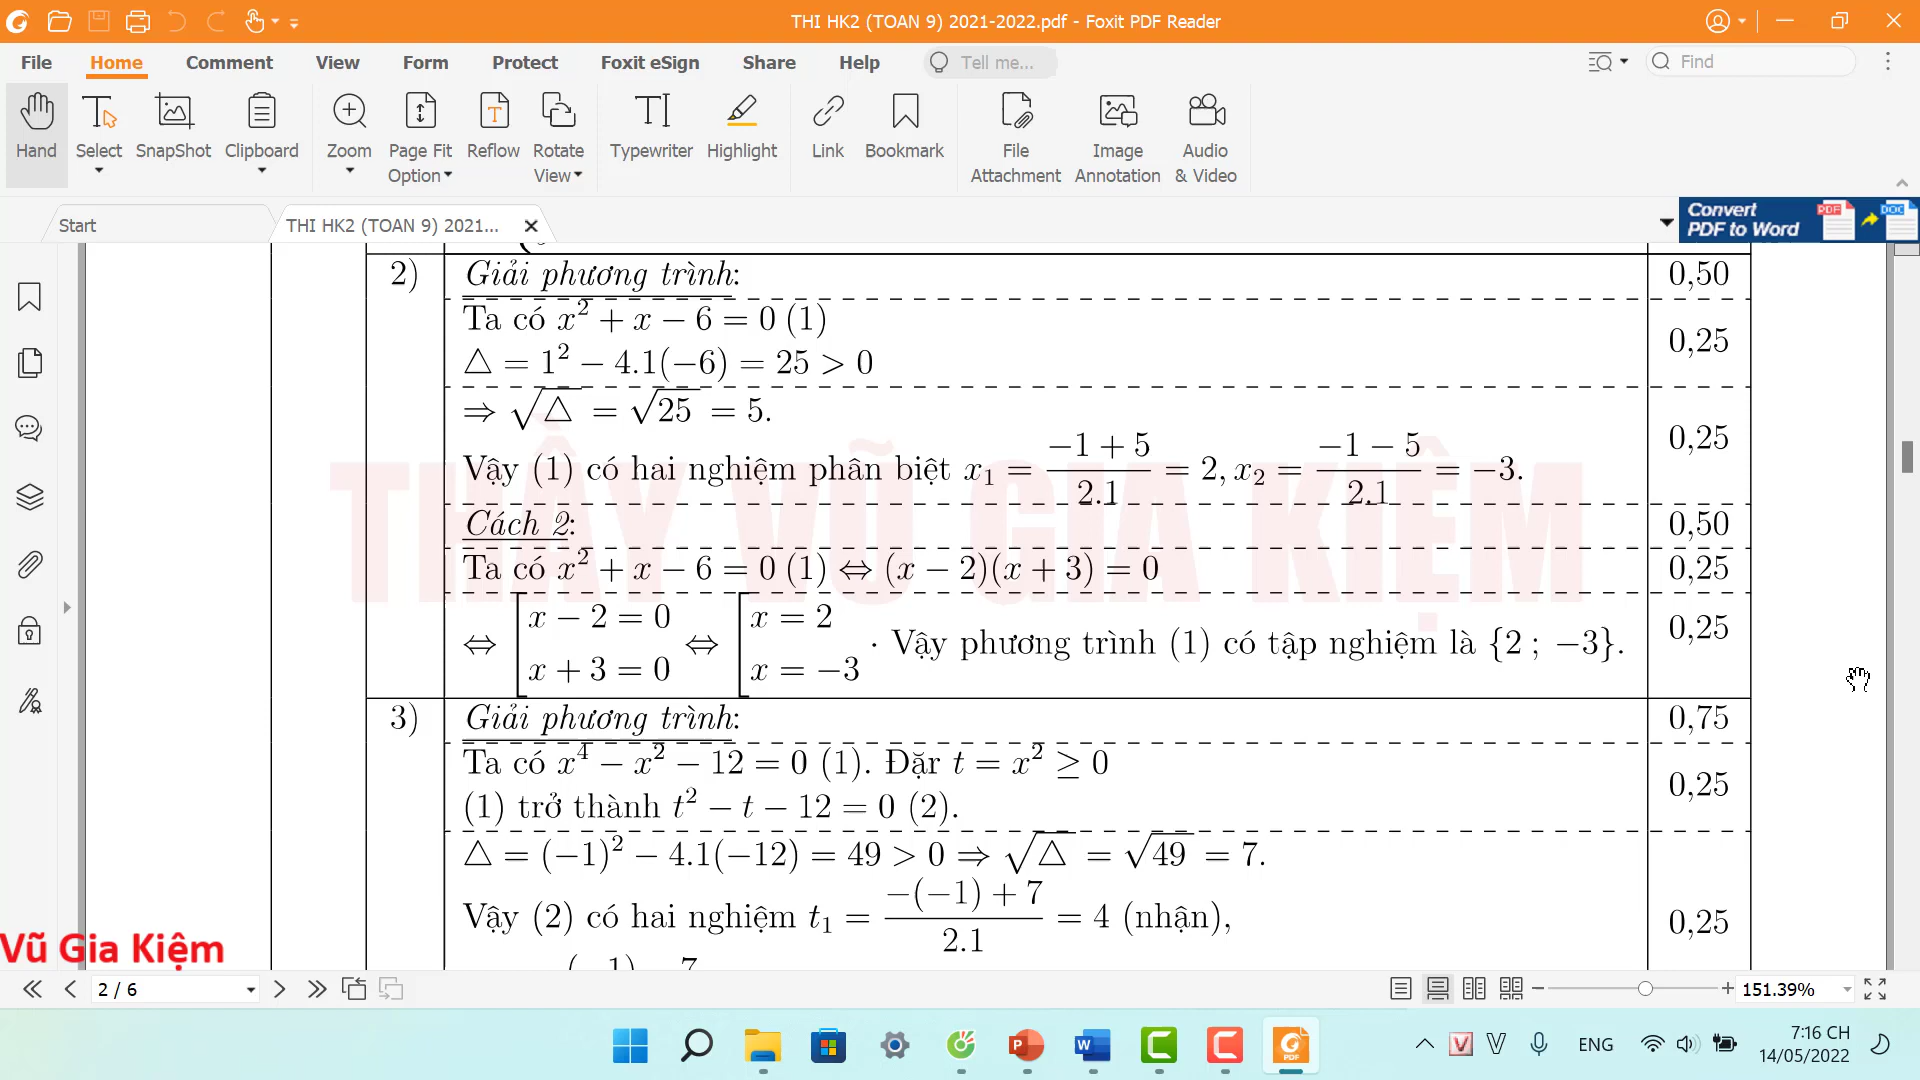 THI HK2 (TOAN 9) 2021-2022.pdf - Foxit PDF Reader
File Home Comment View Form Protect Foxit eSign Share Help Tell me... Find
Hand Select SnapShot Clipboard Zoom Page Fit Option Reflow Rotate View Typewriter Highlight Link Bookmark File Attachment Image Annotation Audio & Video
Start THI HK2 (TOAN 9) 2021... Convert PDF to Word PDF DOC
2) Giải phương trình: 0,50
Ta có x² + x − 6 = 0 (1)
0,25
△ = 1² − 4.1(−6) = 25 > 0
⇒ √△ = √25 = 5.
0,25
Vậy (1) có hai nghiệm phân biệt x₁ = (−1 + 5)/2.1 = 2, x₂ = (−1 − 5)/2.1 = −3.
THẦY VŨ GIA KIỆM
Cách 2: 0,50
Ta có x² + x − 6 = 0 (1) ⇔ (x − 2)(x + 3) = 0 0,25
⇔ [x − 2 = 0 x + 3 = 0 ⇔ [x = 2 x = −3 · Vậy phương trình (1) có tập nghiệm là {2 ; −3}. 0,25
3) Giải phương trình: 0,75
Ta có x⁴ − x² − 12 = 0 (1). Đặr t = x² ≥ 0
0,25
(1) trở thành t² − t − 12 = 0 (2).
△ = (−1)² − 4.1(−12) = 49 > 0 ⇒ √△ = √49 = 7.
Vậy (2) có hai nghiệm t₁ = (−(−1) + 7)/2.1 = 4 (nhận), 0,25
Vũ Gia Kiệm
2 / 6 151.39%
ENG 7:16 CH
14/05/2022